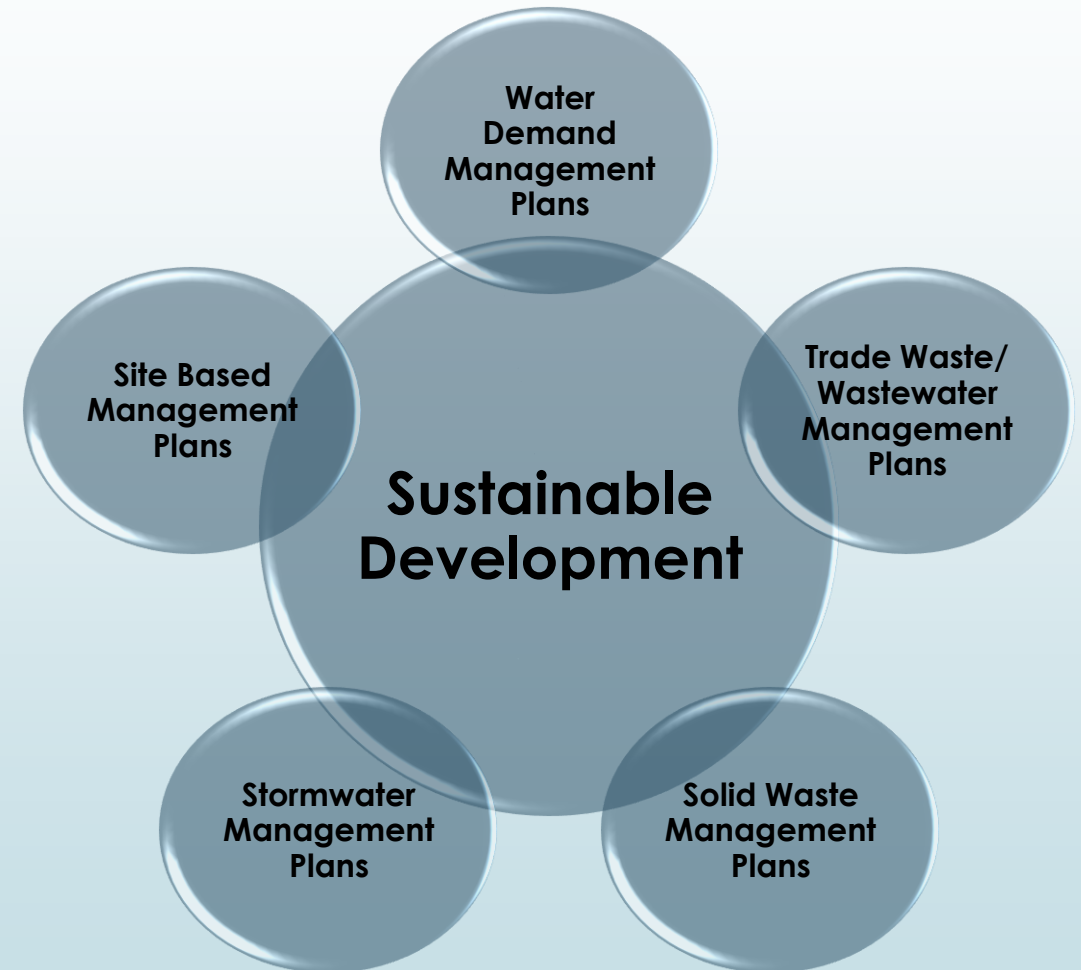 Water
Demand
Management
Plans
Site Based
Management
Plans
Trade Waste/
Wastewater
Management
Plans
Sustainable
Development
Stormwater
Management
Plans
Solid Waste
Management
Plans